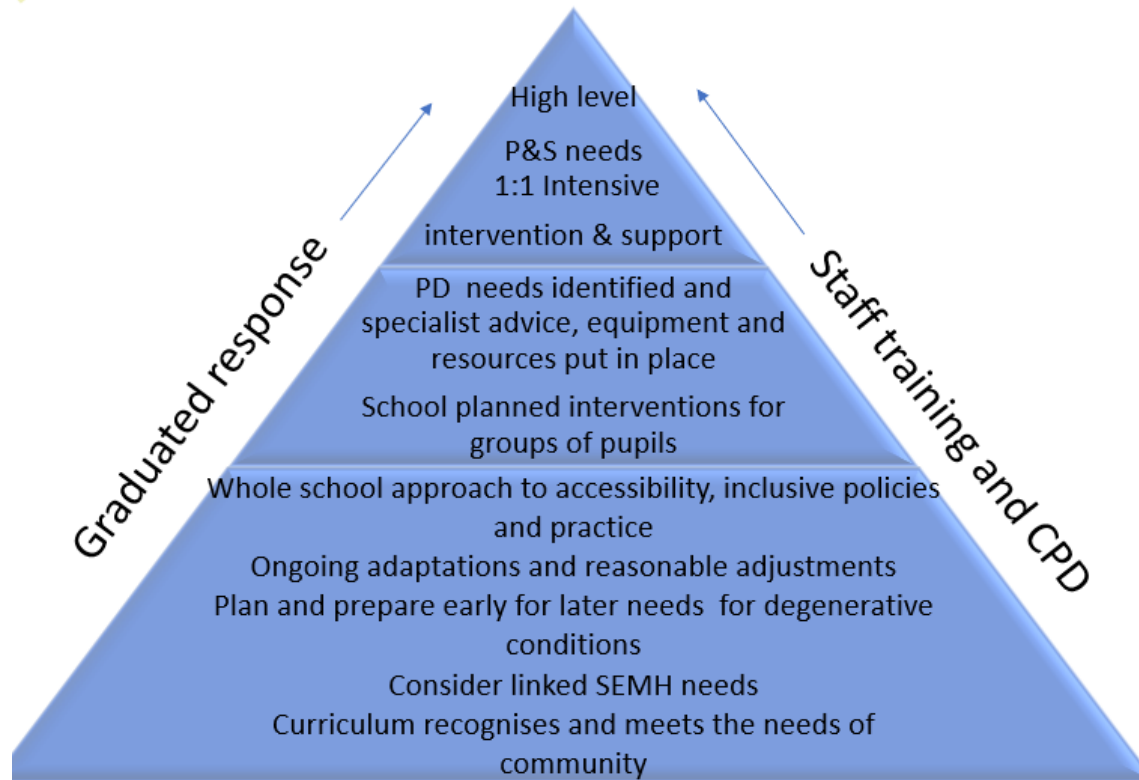 High level
P&S needs
1:1 Intensive
intervention & support
PD  needs identified and
specialist advice, equipment and
resources put in place
School planned interventions for
groups of pupils
Whole school approach to accessibility, inclusive policies
and practice
Ongoing adaptations and reasonable adjustments
Plan and prepare early for later needs  for degenerative
conditions
Consider linked SEMH needs
Curriculum recognises and meets the needs of
community
Graduated response
Staff training and CPD